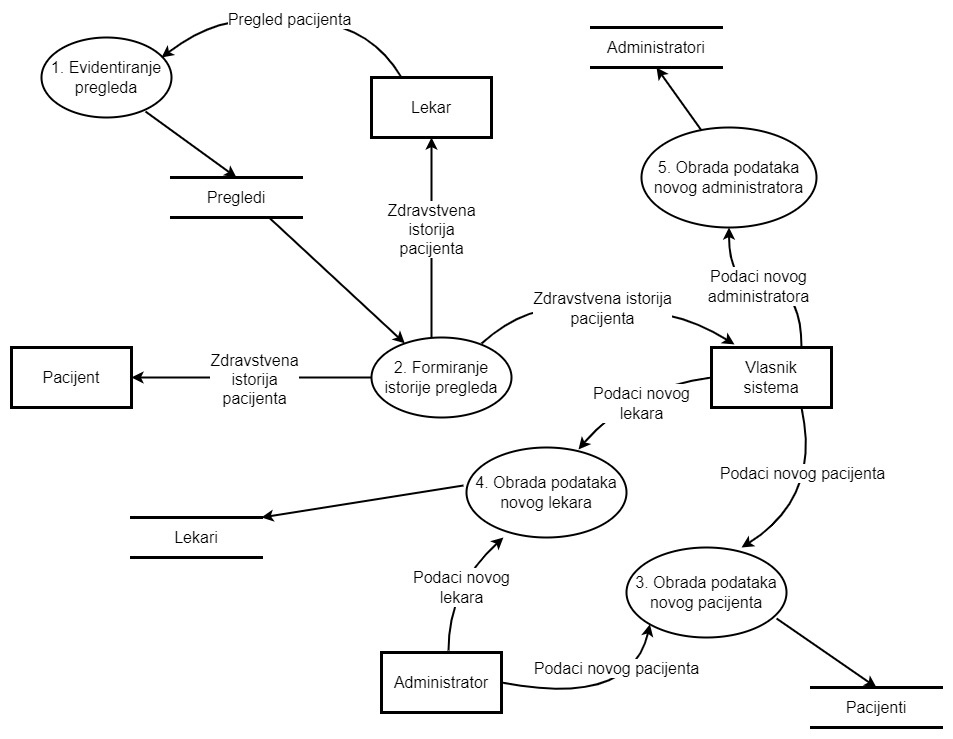 Pregled pacijenta
Administratori
1. Evidentiranje
pregleda
Lekar
5. Obrada podataka
novog administratora
Pregledi
Zdravstvena
istorija
pacijenta
Podaci novog
administratora
Zdravstvena istorija
pacijenta
Pacijent
Zdravstvena
istorija
pacijenta
2. Formiranje
istorije pregleda
Vlasnik
sistema
Podaci novog
lekara
Podaci novog pacijenta
4. Obrada podataka
novog lekara
Lekari
Podaci novog
lekara
3. Obrada podataka
novog pacijenta
Administrator
Podaci novog pacijenta
Pacijenti